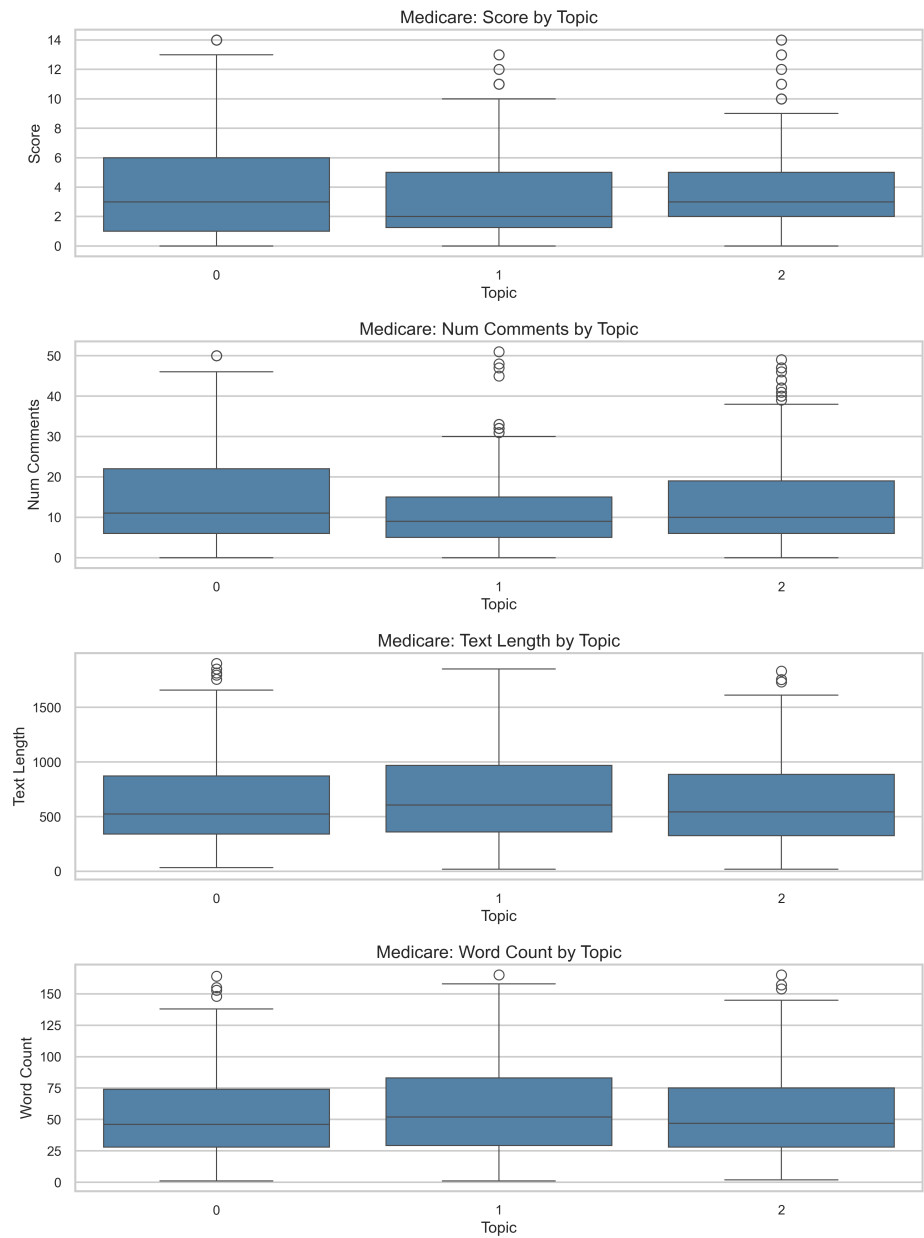 Medicare: Score by Topic
14
12
10
8
6
4
2
0
Score
0 1 2
Topic
Medicare: Num Comments by Topic
50
40
30
20
10
0
Num Comments
0 1 2
Topic
Medicare: Text Length by Topic
1500
1000
500
0
Text Length
0 1 2
Topic
Medicare: Word Count by Topic
150
125
100
75
50
25
0
Word Count
0 1 2
Topic